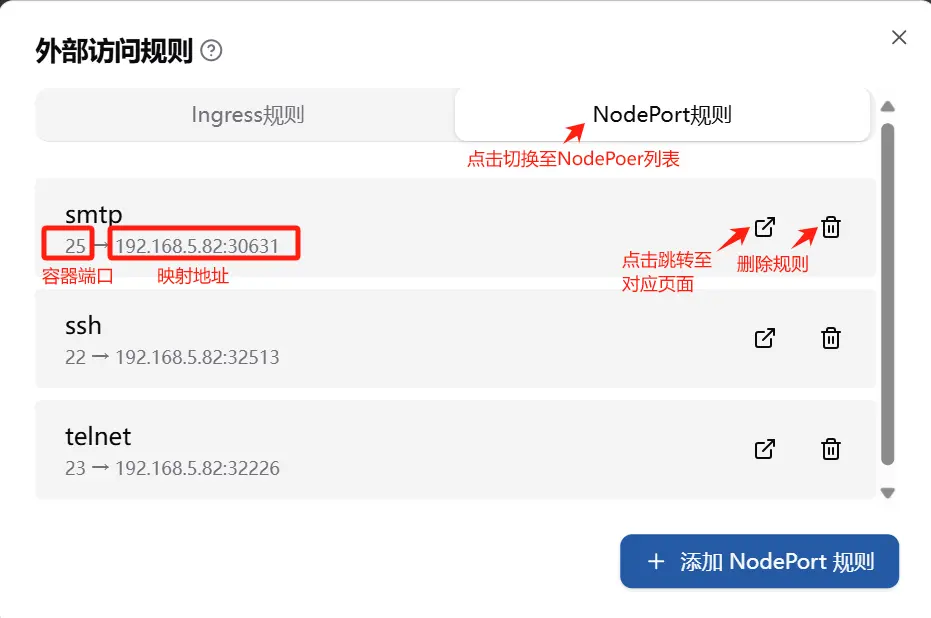 外部访问规则 ?
Ingress规则
NodePort规则
点击切换至NodePoer列表
smtp
25 → 192.168.5.82:30631
容器端口
映射地址
点击跳转至
对应页面
删除规则
ssh
22 → 192.168.5.82:32513
telnet
23 → 192.168.5.82:32226
+ 添加 NodePort 规则